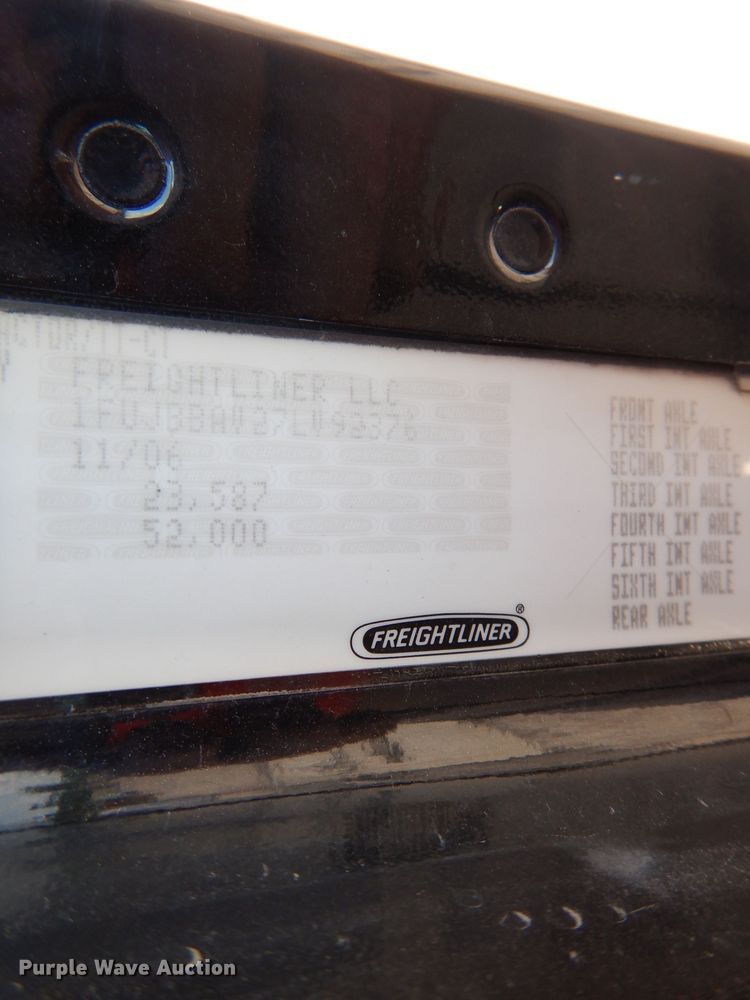 FREIGHTLINER LLC
11/06
23,587
52,000
FRONT AXLE
FIRST INT AXLE
SECOND INT AXLE
THIRD INT AXLE
FOURTH INT AXLE
FIFTH INT AXLE
SIXTH INT AXLE
REAR AXLE
FREIGHTLINER®
Purple Wave Auction